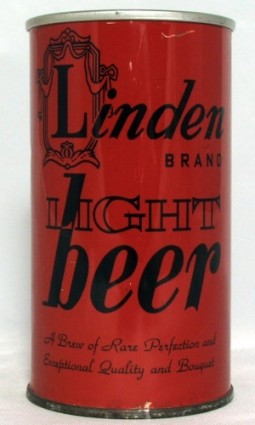 Linden
BRAND
LIGHT
beer
A Brew of Rare Perfection and
Exceptional Quality and Bouquet